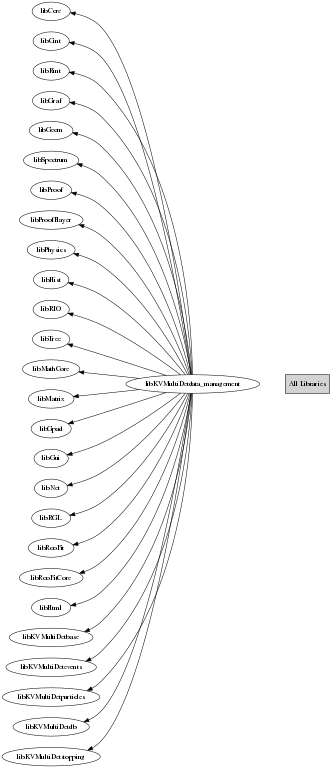 libCore
libCint
libRint
libGraf
libGeom
libSpectrum
libProof
libProofPlayer
libPhysics
libHist
libRIO
libTree
libMathCore
libKVMultiDetdata_management
All Libraries
libMatrix
libGpad
libGui
libNet
libRGL
libRooFit
libRooFitCore
libHtml
libKVMultiDetbase
libKVMultiDetevents
libKVMultiDetparticles
libKVMultiDetdb
libKVMultiDetstopping